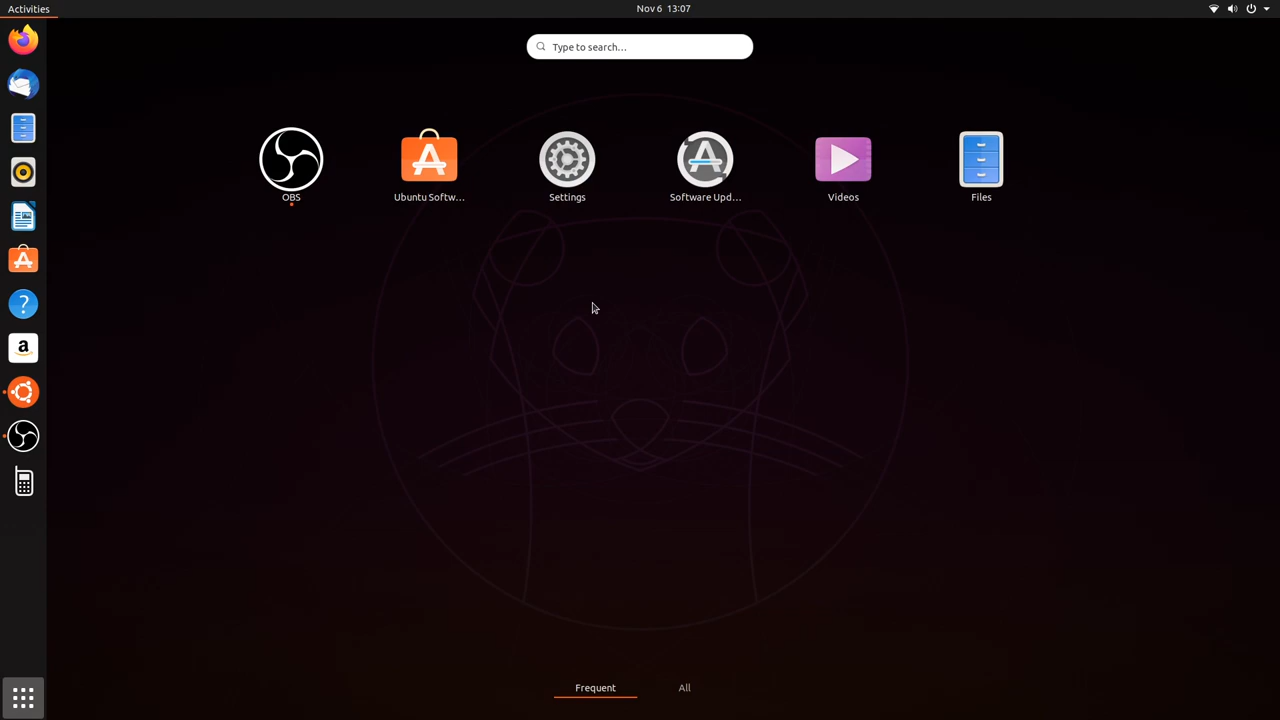 Activities
Nov 6 13:07
Type to search…
OBS
Ubuntu Softw…
Settings
Software Upd…
Videos
Files
Frequent
All